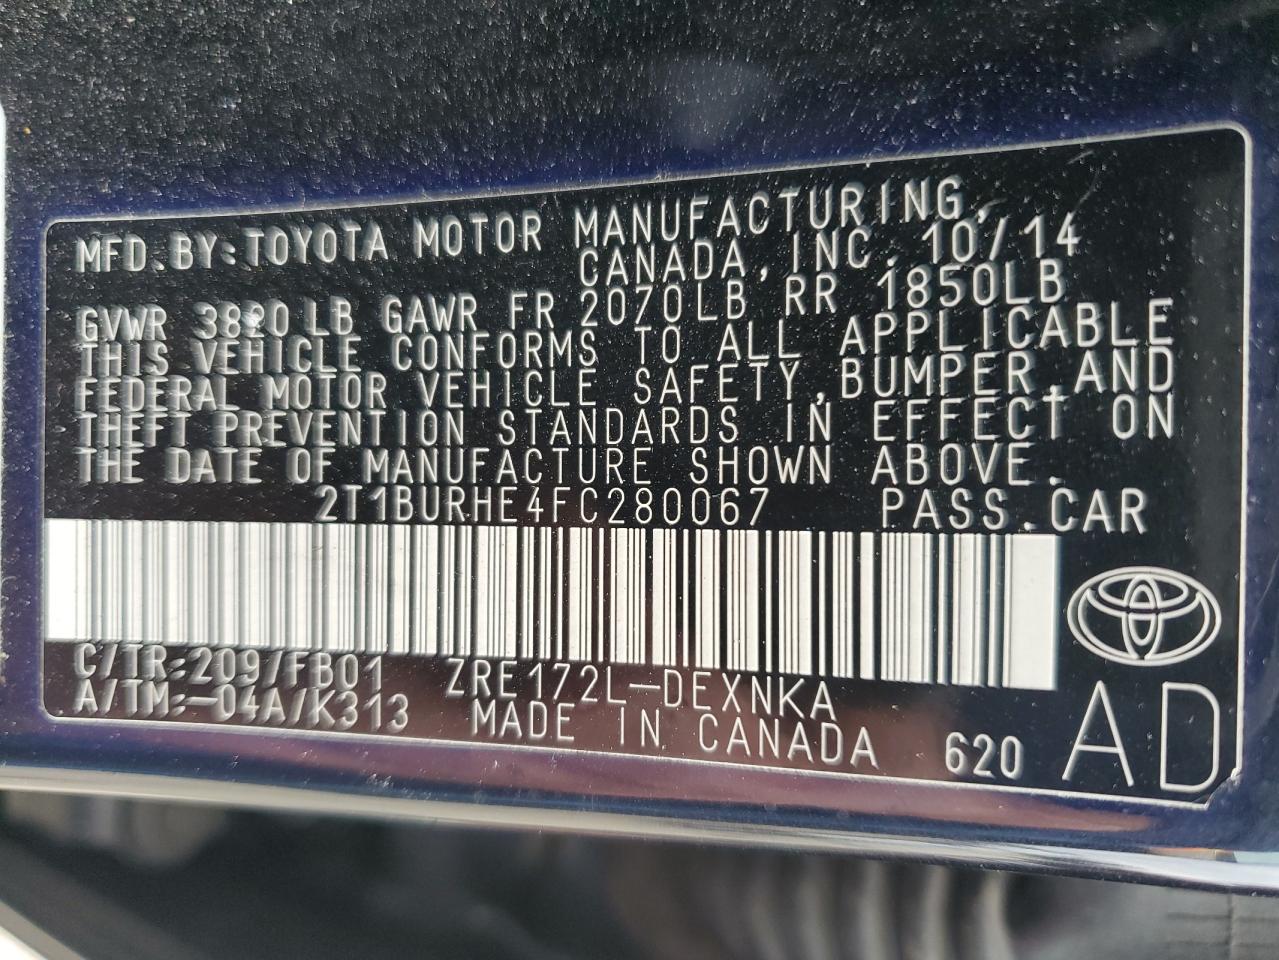 MFD. BY: TOYOTA MOTOR MANUFACTURING,
CANADA, INC. 10/14
GVWR 3820 LB GAWR FR 2070LB RR 1850LB
THIS VEHICLE CONFORMS TO ALL APPLICABLE
FEDERAL MOTOR VEHICLE SAFETY, BUMPER, AND
THEFT PREVENTION STANDARDS IN EFFECT ON
THE DATE OF MANUFACTURE SHOWN ABOVE.
2T1BURHE4FC280067 PASS. CAR
C/TR:209/FB01 ZRE172L-DEXNKA
A/TM:-04A/K313 MADE IN CANADA 620 AD